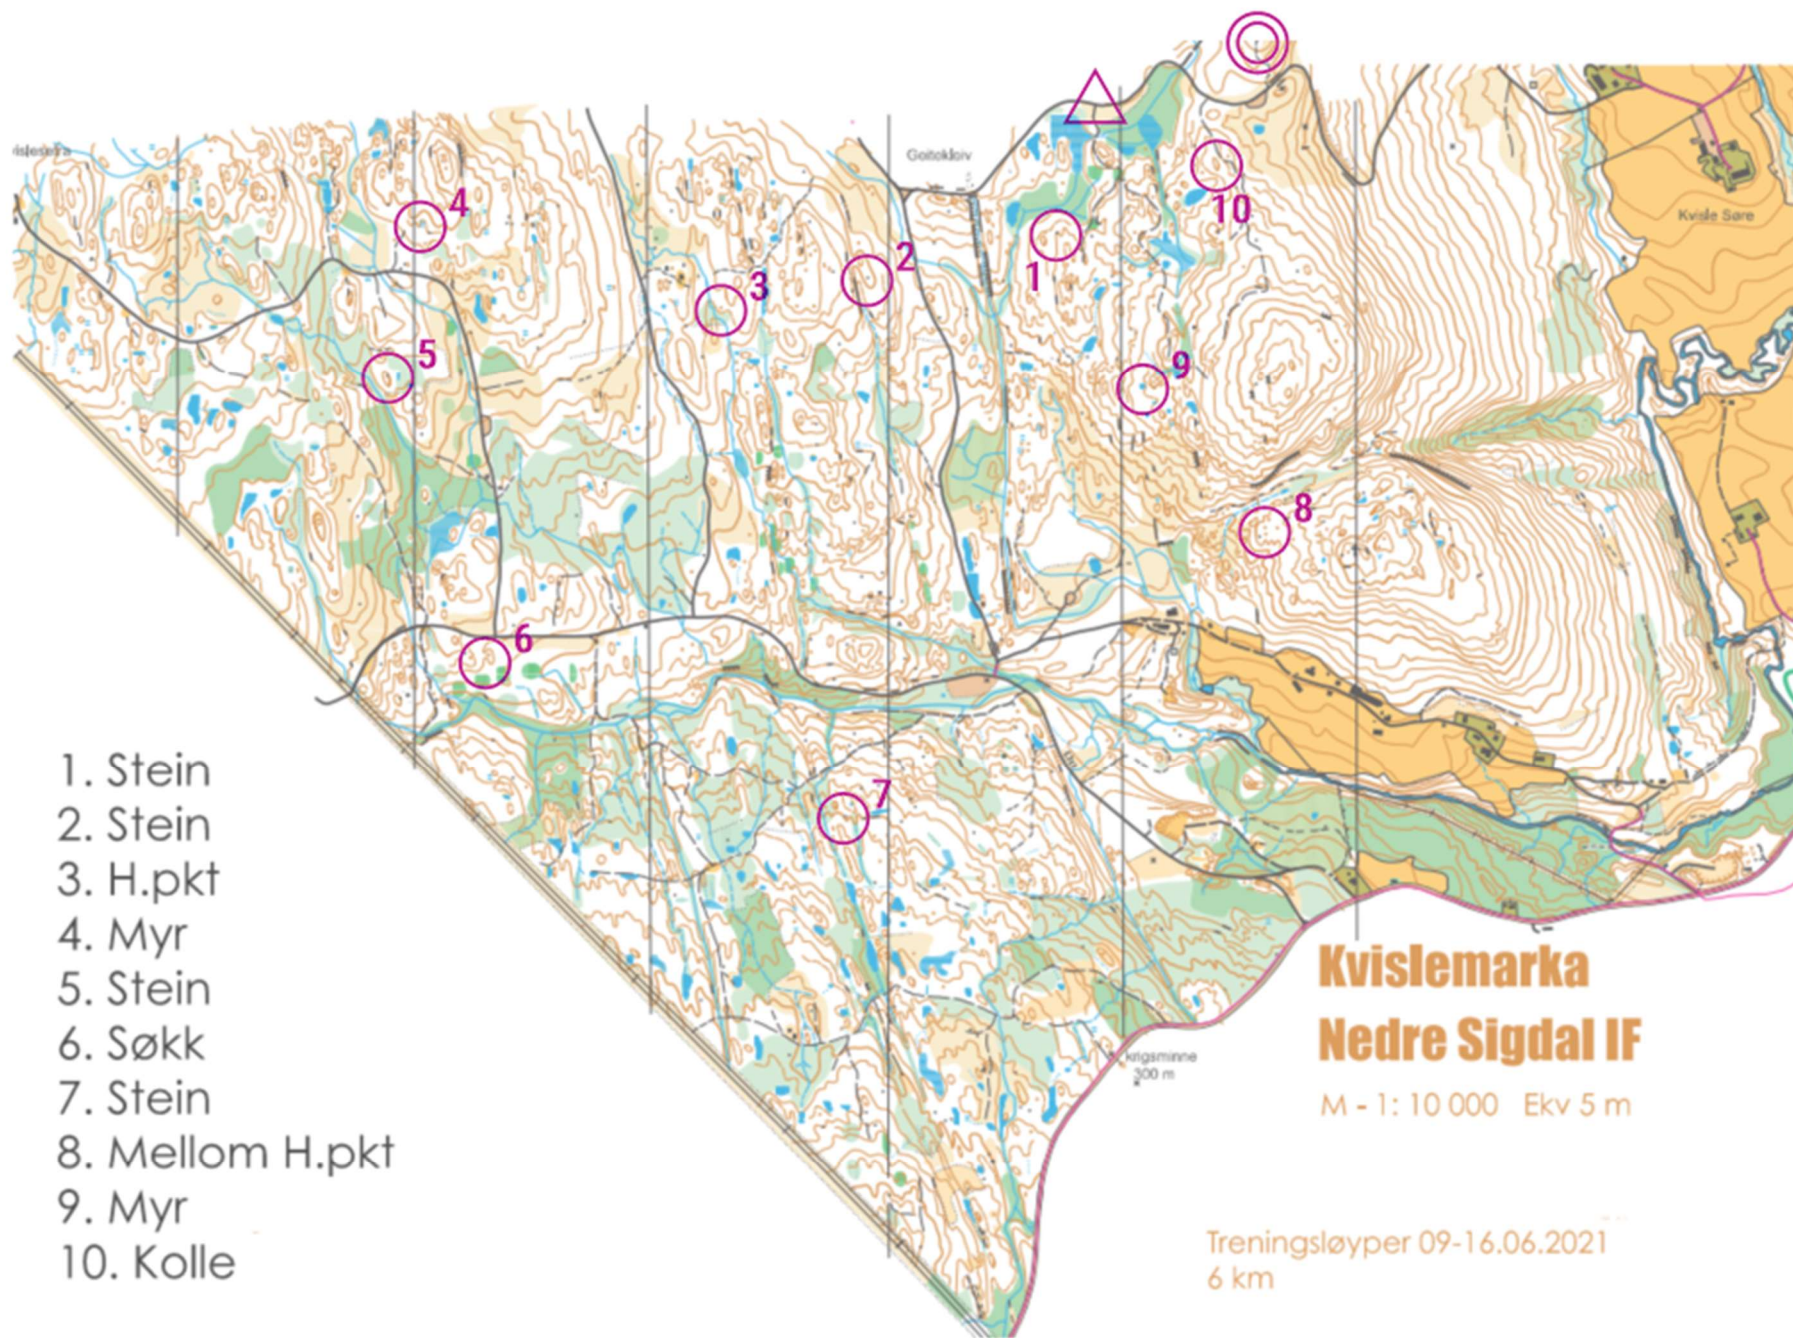 Geitekleiv
Kvisle Søre
4
10
2
1
3
5
9
8
6
7
1. Stein
2. Stein
3. H.pkt
4. Myr
5. Stein
6. Søkk
7. Stein
8. Mellom H.pkt
9. Myr
10. Kolle
Kvislemarka
Nedre Sigdal IF
M - 1: 10 000 Ekv 5 m
krigsminne
300 m
Treningsløyper 09-16.06.2021
6 km